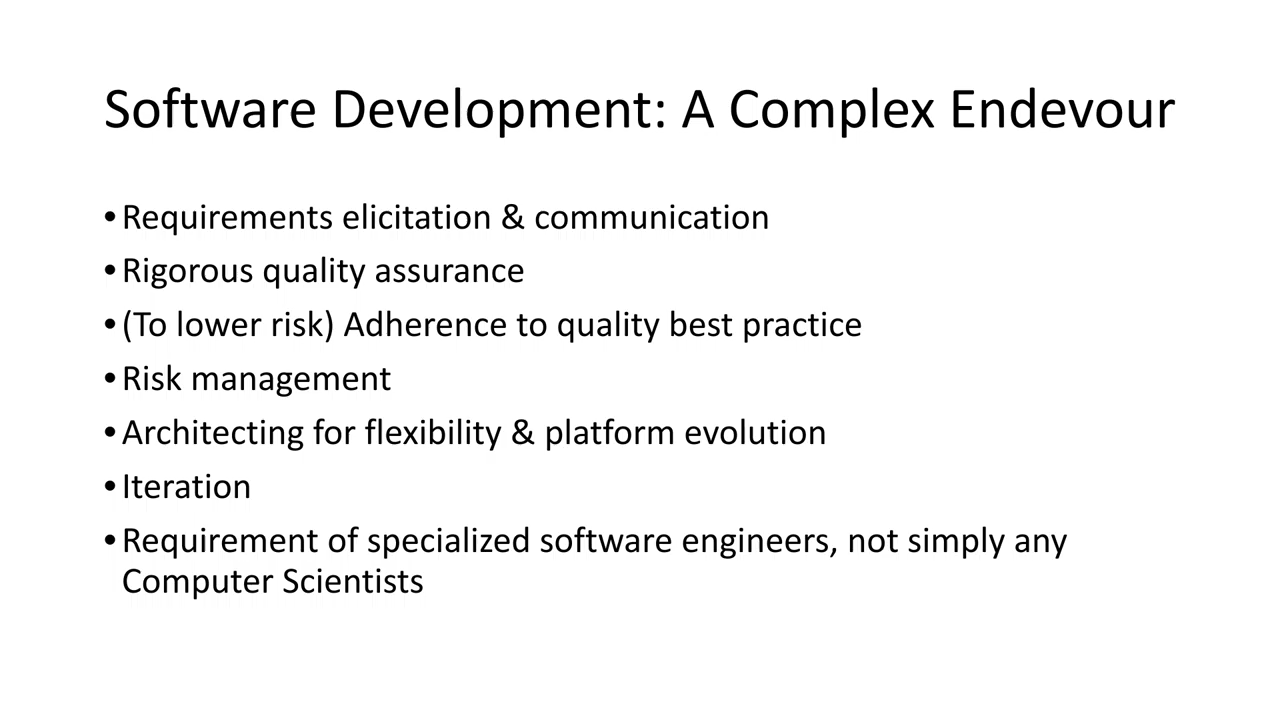 Software Development: A Complex Endevour
•Requirements elicitation & communication
•Rigorous quality assurance
•(To lower risk) Adherence to quality best practice
•Risk management
•Architecting for flexibility & platform evolution
•Iteration
•Requirement of specialized software engineers, not simply any
Computer Scientists